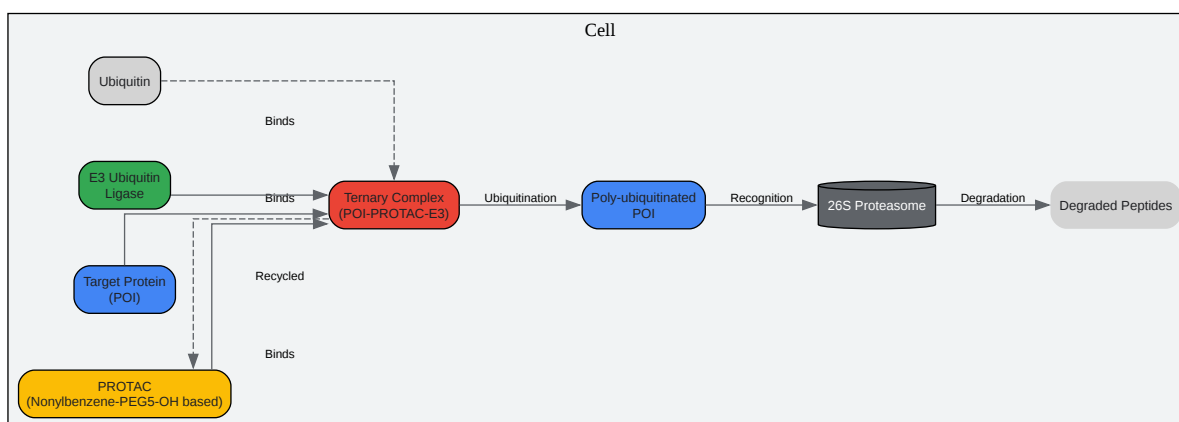 Cell
Ubiquitin
Binds
E3 Ubiquitin
Ligase
Binds
Ternary Complex
(POI-PROTAC-E3)
Ubiquitination
Poly-ubiquitinated
POI
Recognition
26S Proteasome
Degradation
Degraded Peptides
Target Protein
(POI)
Recycled
Binds
PROTAC
(Nonylbenzene-PEG5-OH based)